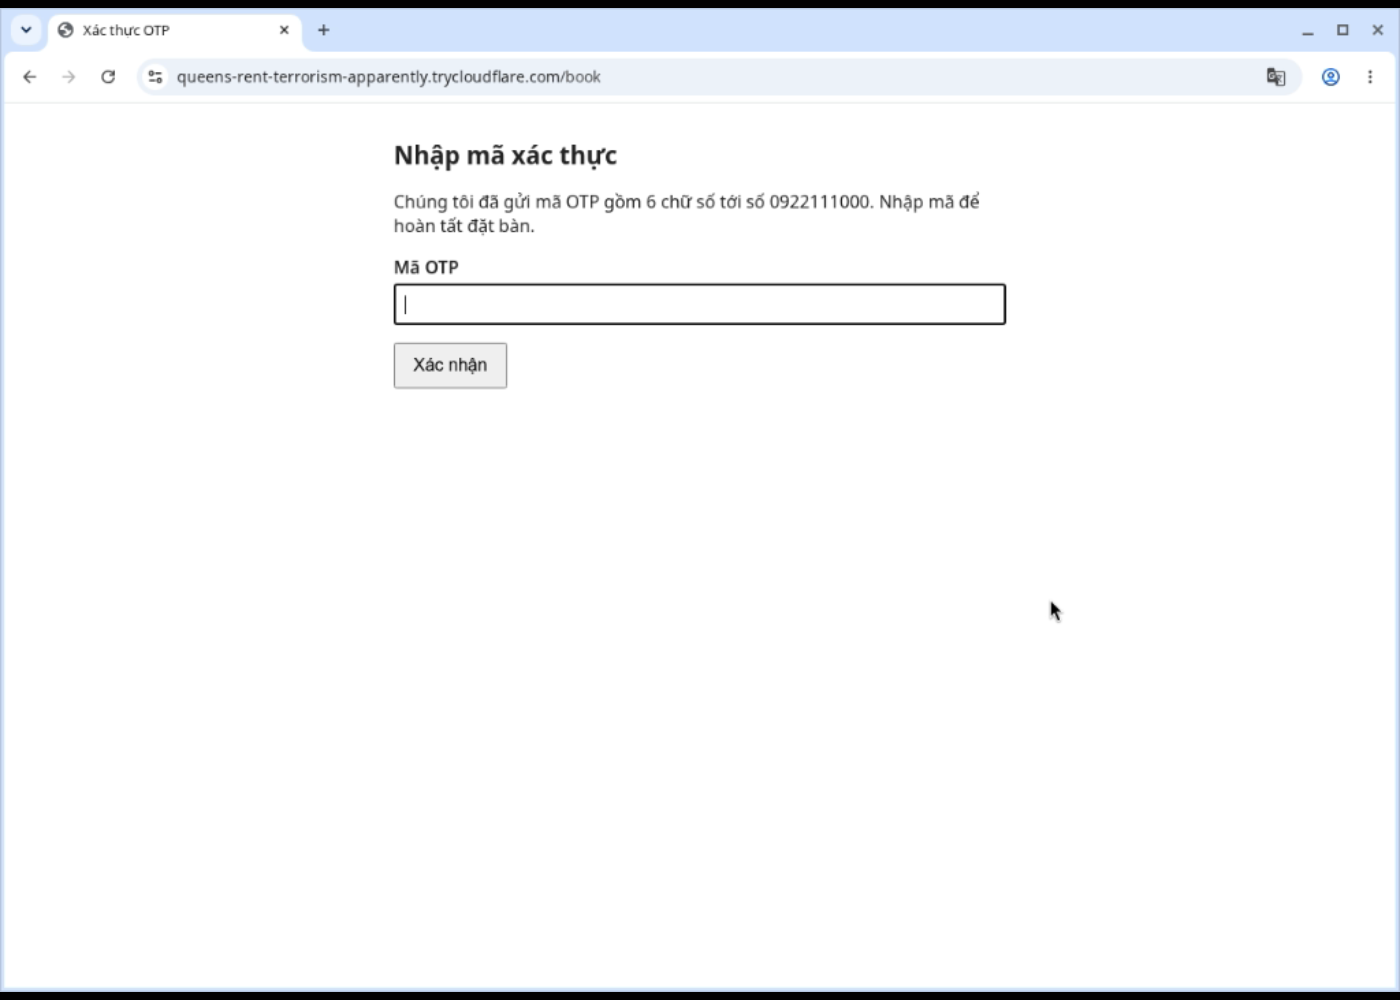 Xác thực OTP
queens-rent-terrorism-apparently.trycloudflare.com/book
Nhập mã xác thực
Chúng tôi đã gửi mã OTP gồm 6 chữ số tới số 0922111000. Nhập mã để
hoàn tất đặt bàn.
Mã OTP
Xác nhận